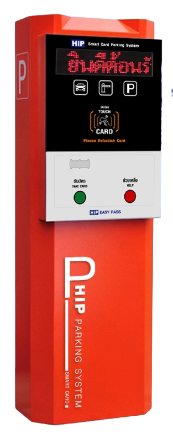 HIP Smart Card Parking System
ยินดีต้อนรั
P
P
TOUCH
CARD
Please Retouch Card
รับบัตร
TAKE CARD
ช่วยเหลือ
HELP
HIP EASY PASS
PHIP PARKING SYSTEM
SMART CARD